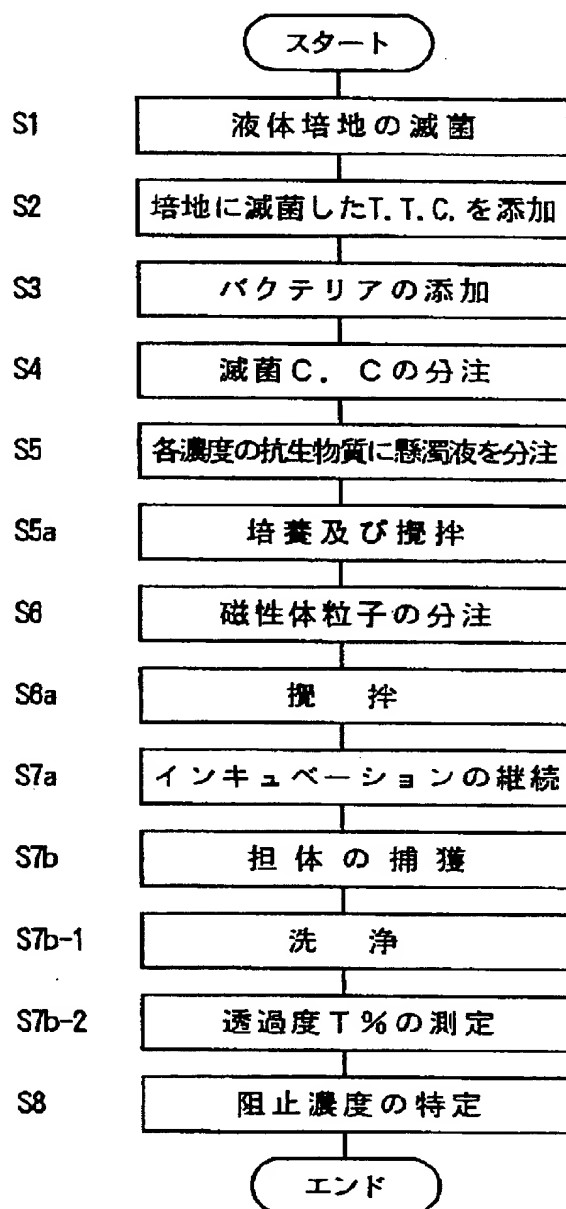 スタート
S1 液体培地の滅菌
S2 培地に滅菌したT.T.C.を添加
S3 バクテリアの添加
S4 滅菌C.Cの分注
S5 各濃度の抗生物質に懸濁液を分注
S5a 培養及び攪拌
S6 磁性体粒子の分注
S6a 攪拌
S7a インキュベーションの継続
S7b 担体の捕獲
S7b-1 洗浄
S7b-2 透過度T%の測定
S8 阻止濃度の特定
エンド